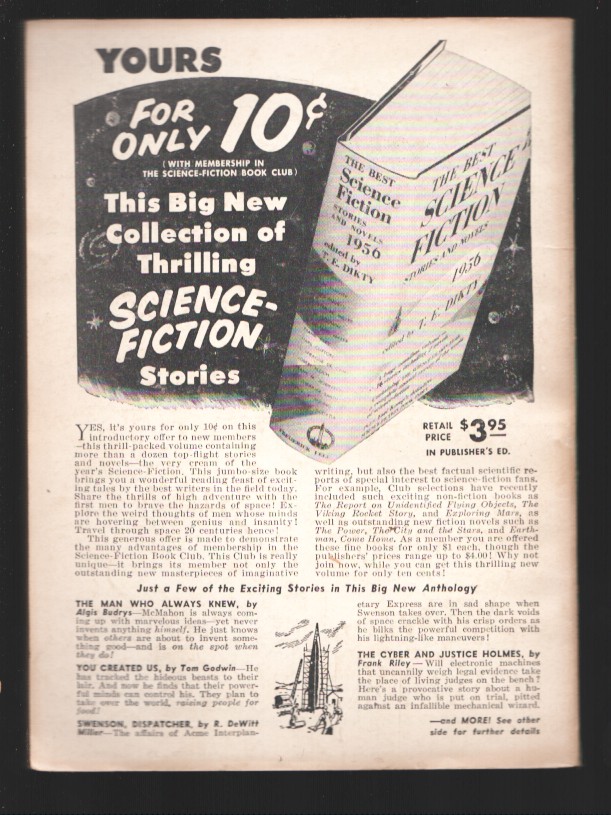 YOURS
FOR
ONLY 10¢
(WITH MEMBERSHIP IN
THE SCIENCE-FICTION BOOK CLUB)
This Big New
Collection of
Thrilling
SCIENCE-
FICTION
Stories
THE BEST
Science
Fiction
STORIES
AND NOVELS
1956
edited by
T. E. DIKTY
THE BEST
SCIENCE
FICTION
STORIES AND NOVELS
1956
edited by T. E. DIKTY
RETAIL PRICE $3.95
IN PUBLISHER'S ED.
YES, it's yours for only 10¢ on this
introductory offer to new members
—this thrill-packed volume containing
more than a dozen top-flight stories
and novels—the very cream of the
year's Science-Fiction. This jumbo-size book
brings you a wonderful reading feast of excit-
ing tales by the best writers in the field today.
Share the thrills of high adventure with the
first men to brave the hazards of space! Ex-
plore the weird thoughts of men whose minds
are hovering between genius and insanity!
Travel through space 20 centuries hence!
This generous offer is made to demonstrate
the many advantages of membership in the
Science-Fiction Book Club. This Club is really
unique—it brings its member not only the
outstanding new masterpieces of imaginative
writing, but also the best factual scientific re-
ports of special interest to science-fiction fans.
For example, Club selections have recently
included such exciting non-fiction books as
The Report on Unidentified Flying Objects, The
Viking Rocket Story, and Exploring Mars, as
well as outstanding new fiction novels such as
The Power, The City and the Stars, and Earth-
man, Come Home. As a member you are offered
these fine books for only $1 each, though the
publishers' prices range up to $4.00! Why not
join now, while you can get this thrilling new
volume for only ten cents!
Just a Few of the Exciting Stories in This Big New Anthology
THE MAN WHO ALWAYS KNEW, by
Algis Budrys—McMahon is always com-
ing up with marvelous ideas—yet never
invents anything himself. He just knows
when others are about to invent some-
thing good—and is on the spot when
they do!
YOU CREATED US, by Tom Godwin—He
has tracked the hideous beasts to their
lair. And now he finds that their power-
ful minds can control his. They plan to
take over the world, raising people for
food!
SWENSON, DISPATCHER, by R. DeWitt
Miller—The affairs of Acme Interplan-
etary Express are in sad shape when
Swenson takes over. Then the dark voids
of space crackle with his crisp orders as
he bilks the powerful competition with
his lightning-like maneuvers!
THE CYBER AND JUSTICE HOLMES, by
Frank Riley—Will electronic machines
that uncannily weigh legal evidence take
the place of living judges on the bench?
Here's a provocative story about a hu-
man judge who is put on trial, pitted
against an infallible mechanical wizard.
—and MORE! See other
side for further details